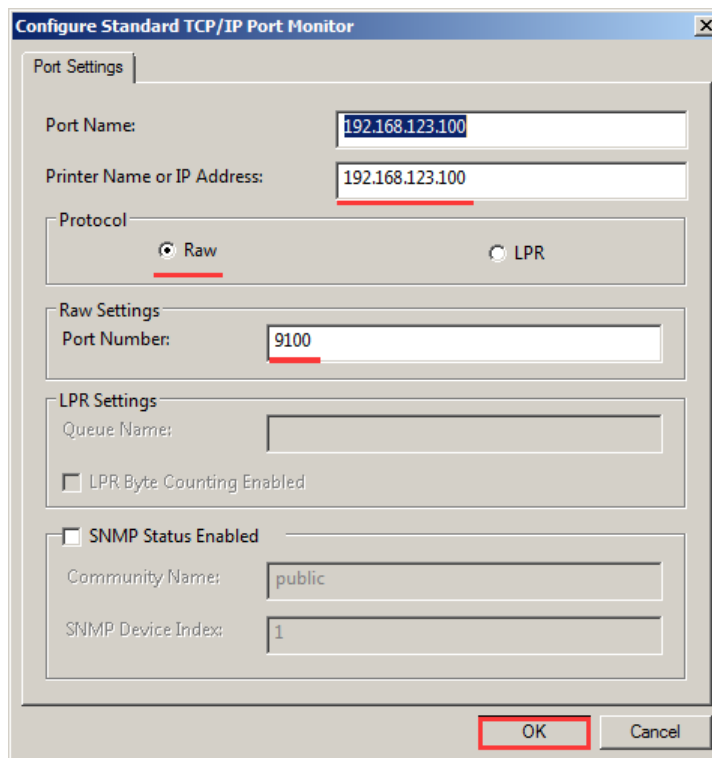 Configure Standard TCP/IP Port Monitor
Port Settings
Port Name: 192.168.123.100
Printer Name or IP Address: 192.168.123.100
Protocol
Raw LPR
Raw Settings
Port Number: 9100
LPR Settings
Queue Name:
LPR Byte Counting Enabled
SNMP Status Enabled
Community Name: public
SNMP Device Index: 1
OK Cancel